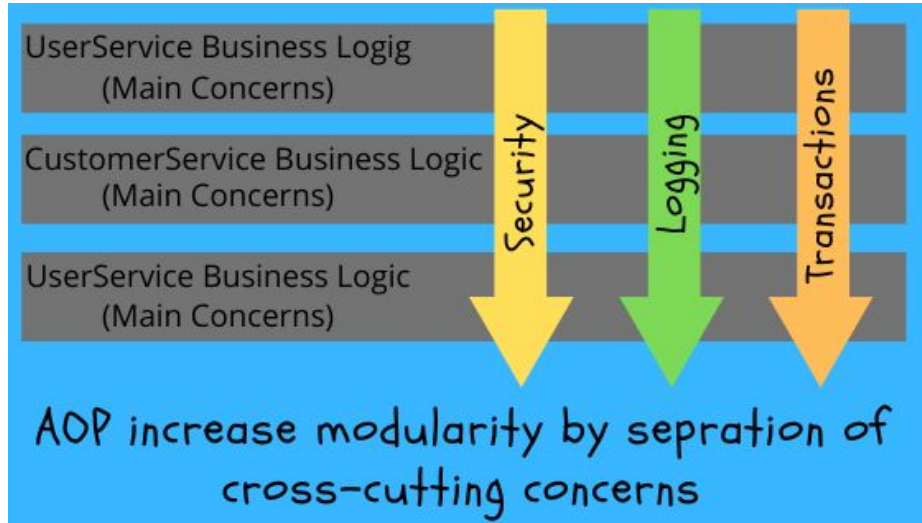 UserService Business Logig
(Main Concerns)
CustomerService Business Logic
(Main Concerns)
UserService Business Logic
(Main Concerns)
Security
Logging
Transactions
AOP increase modularity by sepration of
cross-cutting concerns